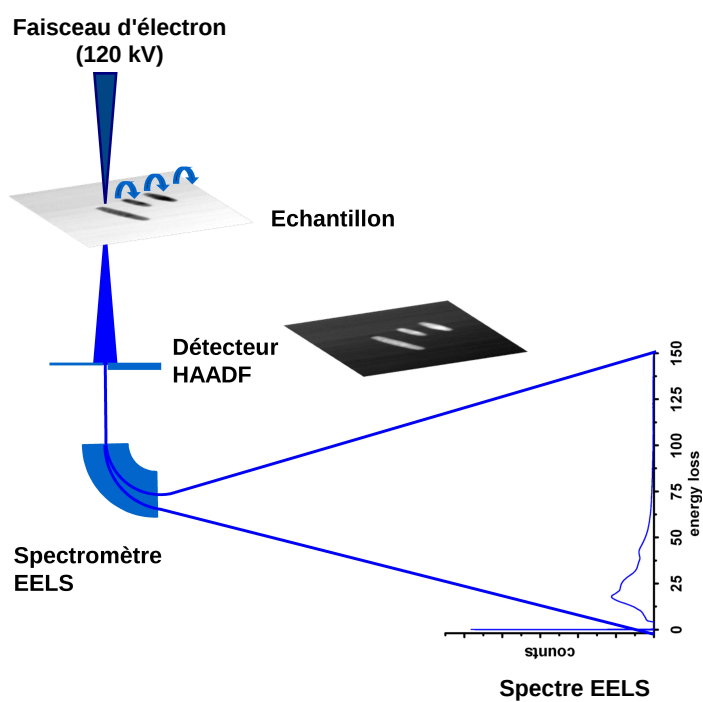 Faisceau d'électron
(120 kV)
Echantillon
Détecteur
HAADF
Spectromètre
EELS
150
125
100
75
50
25
0
energy loss
counts
Spectre EELS